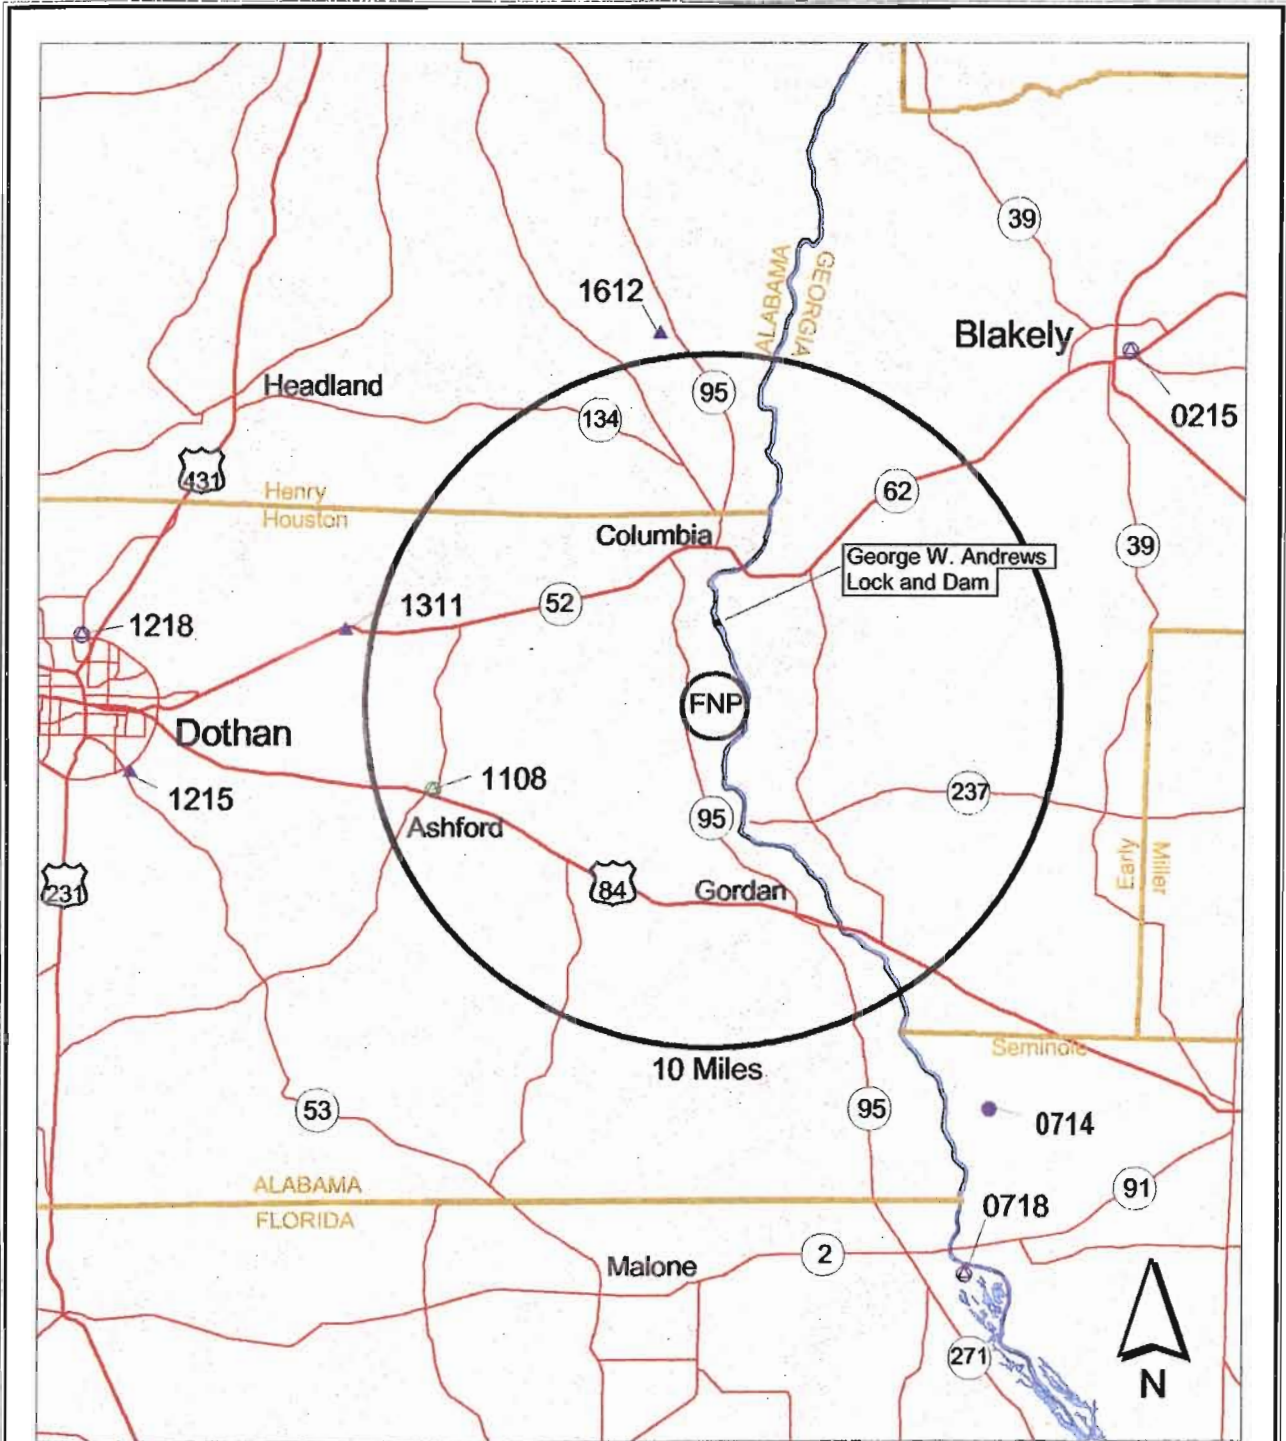 39
ALABAMA
GEORGIA
1612
Blakely
Headland
95
134
0215
431
62
Henry
Houston
Columbia
39
George W. Andrews
Lock and Dam
1311
52
1218
FNP
Dothan
1108
237
1215
95
Ashford
Early
Miller
231
84
Gordan
Seminole
10 Miles
53
95
0714
ALABAMA
FLORIDA
91
0718
2
Malone
271
N